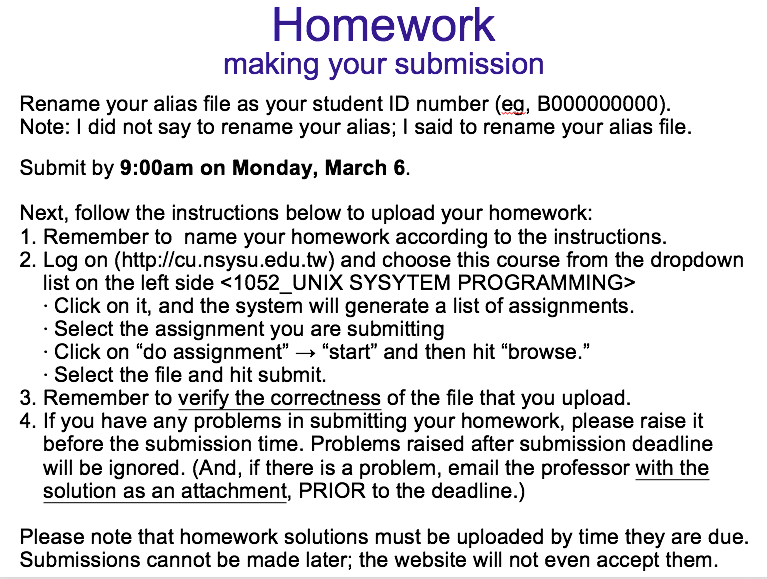 Homework
making your submission
Rename your alias file as your student ID number (eg, B000000000).
Note: I did not say to rename your alias; I said to rename your alias file.
Submit by 9:00am on Monday, March 6.
Next, follow the instructions below to upload your homework:
1. Remember to  name your homework according to the instructions.
2. Log on (http://cu.nsysu.edu.tw) and choose this course from the dropdown
list on the left side <1052_UNIX SYSYTEM PROGRAMMING>
· Click on it, and the system will generate a list of assignments.
· Select the assignment you are submitting
· Click on “do assignment” → “start” and then hit “browse.”
· Select the file and hit submit.
3. Remember to verify the correctness of the file that you upload.
4. If you have any problems in submitting your homework, please raise it
before the submission time. Problems raised after submission deadline
will be ignored. (And, if there is a problem, email the professor with the
solution as an attachment, PRIOR to the deadline.)
Please note that homework solutions must be uploaded by time they are due.
Submissions cannot be made later; the website will not even accept them.